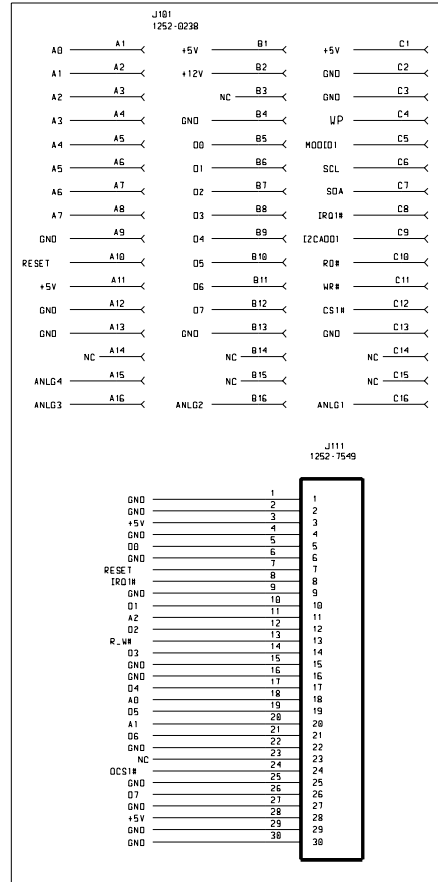 J101
1252-0238
A0 A1 +5V B1 +5V C1
A1 A2 +12V B2 GND C2
A2 A3 NC B3 GND C3
A3 A4 GND B4 WP C4
A4 A5 D0 B5 MODID1 C5
A5 A6 D1 B6 SCL C6
A6 A7 D2 B7 SDA C7
A7 A8 D3 B8 IRQ1# C8
GND A9 D4 B9 I2CADD1 C9
RESET A10 D5 B10 RD# C10
+5V A11 D6 B11 WR# C11
GND A12 D7 B12 CS1# C12
GND A13 GND B13 GND C13
NC A14 NC B14 NC C14
ANLG4 A15 NC B15 NC C15
ANLG3 A16 ANLG2 B16 ANLG1 C16
J111
1252-7549
GND 1 1
GND 2 2
+5V 3 3
GND 4 4
D0 5 5
GND 6 6
RESET 7 7
IRQ1# 8 8
GND 9 9
D1 10 10
A2 11 11
D2 12 12
R_W# 13 13
D3 14 14
GND 15 15
GND 16 16
D4 17 17
A0 18 18
D5 19 19
A1 20 20
D6 21 21
GND 22 22
NC 23 23
OCS1# 24 24
GND 25 25
D7 26 26
GND 27 27
+5V 28 28
GND 29 29
GND 30 30